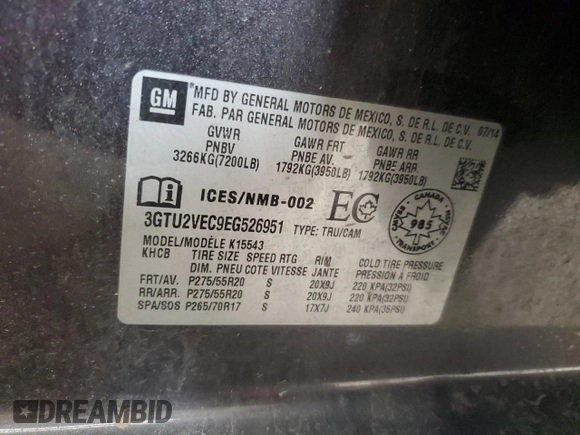 GM
MFD BY GENERAL MOTORS DE MEXICO, S. DE R.L. DE C.V. 07/14
FAB. PAR GENERAL MOTORS DE MEXICO, S. DE R.L. DE C.V.
GVWR GAWR FRT GAWR RR
PNBV PNBE AV. PNBE ARR
3266KG(7200LB) 1792KG(3950LB) 1792KG(3950LB)
ICES/NMB-002 EC
CANADA
CMVSS NSVAC
985
TRANSPORT
3GTU2VEC9EG526951 TYPE: TRU/CAM
MODEL/MODÈLE K15543
KHCB TIRE SIZE SPEED RTG RIM COLD TIRE PRESSURE
DIM. PNEU COTE VITESSE JANTE PRESSION A FROID
FRT/AV. P275/55R20 S 20X9J 220 KPA(32PSI)
RR/ARR. P275/55R20 S 20X9J 220 KPA(32PSI)
SPA/SOS P265/70R17 S 17X7J 240 KPA(35PSI)
DREAMBID